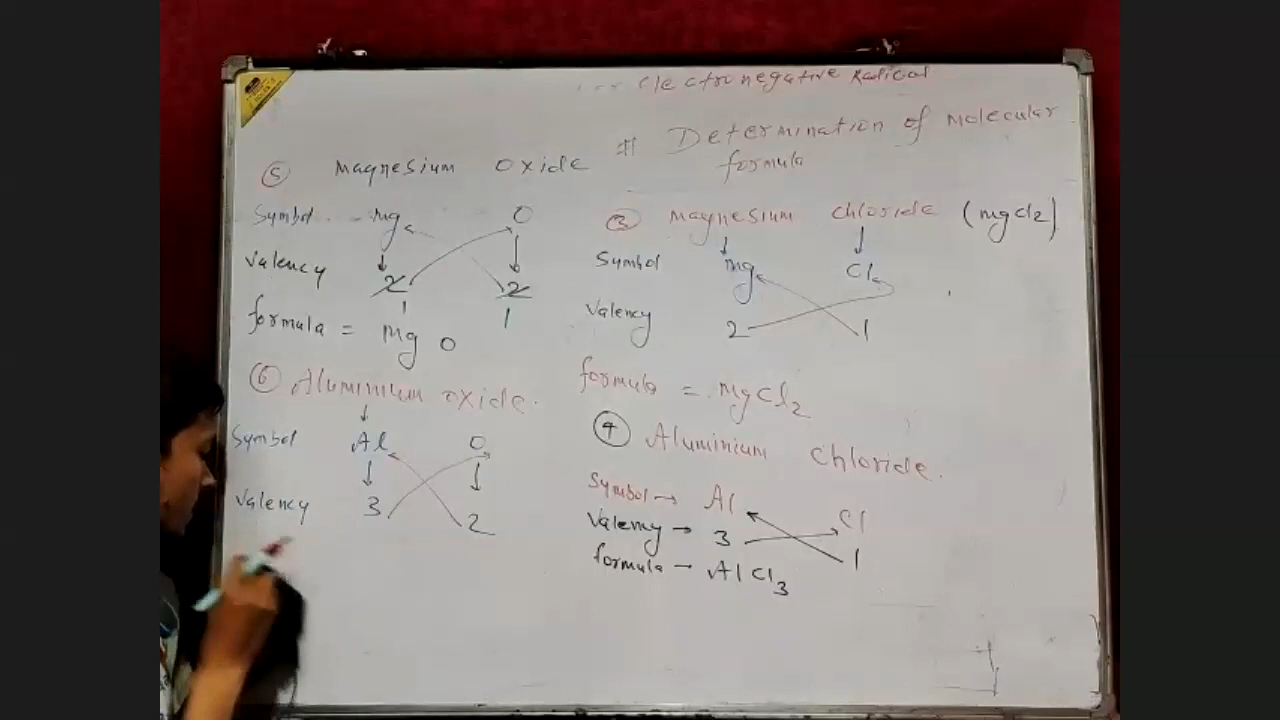 Electronegative Radical
# Determination of Molecular
formula
⑤ Magnesium Oxide
Symbol - Mg O
Valency 2 2
1 1
formula = Mg O
⑥ Aluminium oxide.
Symbol Al O
Valency 3 2
③ Magnesium chloride (MgCl2)
Symbol Mg Cl
Valency 2 1
formula = MgCl2
④ Aluminium Chloride.
Symbol → Al Cl
Valency → 3 1
formula → AlCl3